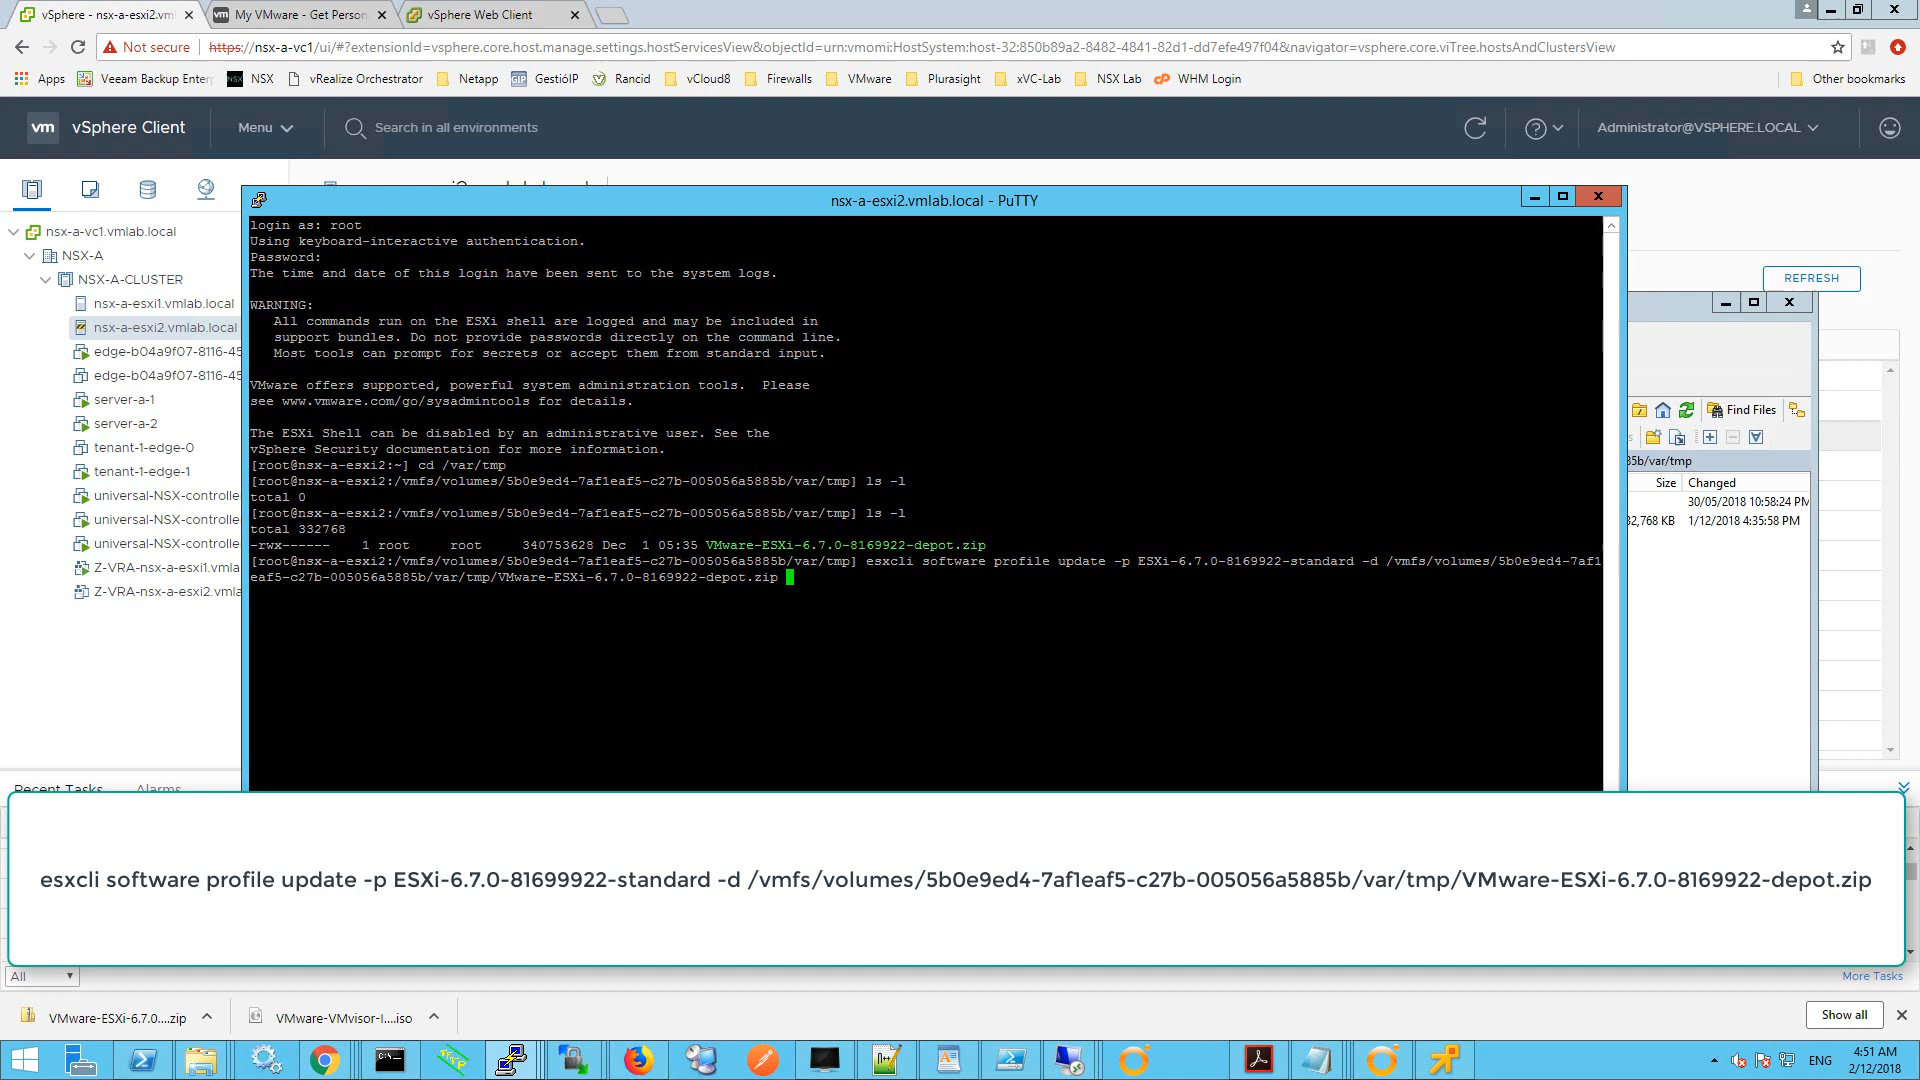 vSphere - nsx-a-esxi2.vml
My VMware - Get Person
vSphere Web Client
Not secure
https://nsx-a-vc1/ui/#?extensionId=vsphere.core.host.manage.settings.hostServicesView&objectId=urn:vmomi:HostSystem:host-32:850b89a2-8482-4841-82d1-dd7efe497f04&navigator=vsphere.core.viTree.hostsAndClustersView
Apps
Veeam Backup Enter
NSX
vRealize Orchestrator
Netapp
GIP
GestióIP
Rancid
vCloud8
Firewalls
VMware
Plurasight
xVC-Lab
NSX Lab
WHM Login
Other bookmarks
vm
vSphere Client
Menu
Search in all environments
Administrator@VSPHERE.LOCAL
nsx-a-vc1.vmlab.local
NSX-A
NSX-A-CLUSTER
nsx-a-esxi1.vmlab.local
nsx-a-esxi2.vmlab.local
edge-b04a9f07-8116-45
edge-b04a9f07-8116-45
server-a-1
server-a-2
tenant-1-edge-0
tenant-1-edge-1
universal-NSX-controlle
universal-NSX-controlle
universal-NSX-controlle
Z-VRA-nsx-a-esxi1.vmla
Z-VRA-nsx-a-esxi2.vmla
nsx-a-esxi2.vmlab.local - PuTTY
login as: root
Using keyboard-interactive authentication.
Password:
The time and date of this login have been sent to the system logs.
WARNING:
All commands run on the ESXi shell are logged and may be included in
support bundles. Do not provide passwords directly on the command line.
Most tools can prompt for secrets or accept them from standard input.
VMware offers supported, powerful system administration tools.  Please
see www.vmware.com/go/sysadmintools for details.
The ESXi Shell can be disabled by an administrative user. See the
vSphere Security documentation for more information.
[root@nsx-a-esxi2:~] cd /var/tmp
[root@nsx-a-esxi2:/vmfs/volumes/5b0e9ed4-7af1eaf5-c27b-005056a5885b/var/tmp] ls -l
total 0
[root@nsx-a-esxi2:/vmfs/volumes/5b0e9ed4-7af1eaf5-c27b-005056a5885b/var/tmp] ls -l
total 332768
-rwx------    1 root     root     340753628 Dec  1 05:35 VMware-ESXi-6.7.0-8169922-depot.zip
[root@nsx-a-esxi2:/vmfs/volumes/5b0e9ed4-7af1eaf5-c27b-005056a5885b/var/tmp] esxcli software profile update -p ESXi-6.7.0-8169922-standard -d /vmfs/volumes/5b0e9ed4-7af1
eaf5-c27b-005056a5885b/var/tmp/VMware-ESXi-6.7.0-8169922-depot.zip
REFRESH
Find Files
85b/var/tmp
Size
Changed
30/05/2018 10:58:24 PM
32,768 KB
1/12/2018 4:35:58 PM
Recent Tasks
Alarms
esxcli software profile update -p ESXi-6.7.0-81699922-standard -d /vmfs/volumes/5b0e9ed4-7af1eaf5-c27b-005056a5885b/var/tmp/VMware-ESXi-6.7.0-8169922-depot.zip
All
More Tasks
VMware-ESXi-6.7.0....zip
VMware-VMvisor-I....iso
Show all
ENG
4:51 AM
2/12/2018